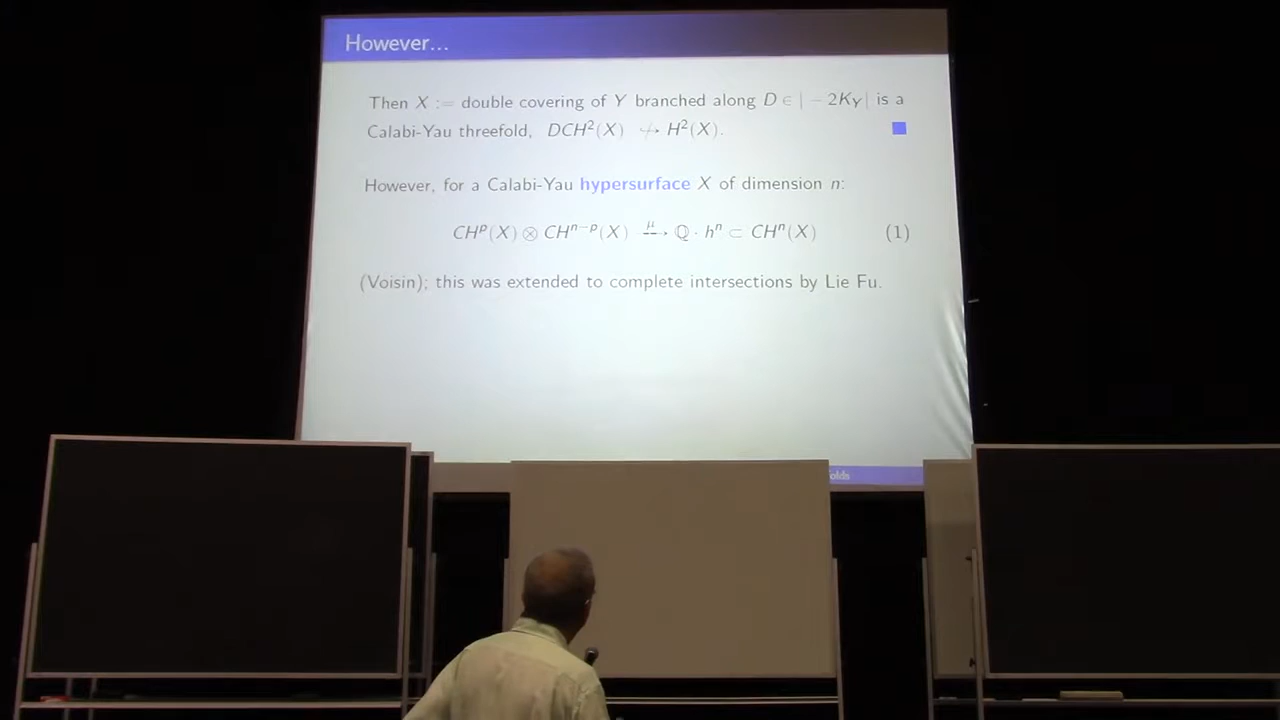 However...
Then X := double covering of Y branched along D ∈ | − 2K_Y| is a
Calabi-Yau threefold, DCH²(X) ↪̸ H²(X).
However, for a Calabi-Yau hypersurface X of dimension n:
CH^p(X) ⊗ CH^{n−p}(X) —μ→ ℚ · h^n ⊂ CH^n(X) (1)
(Voisin); this was extended to complete intersections by Lie Fu.